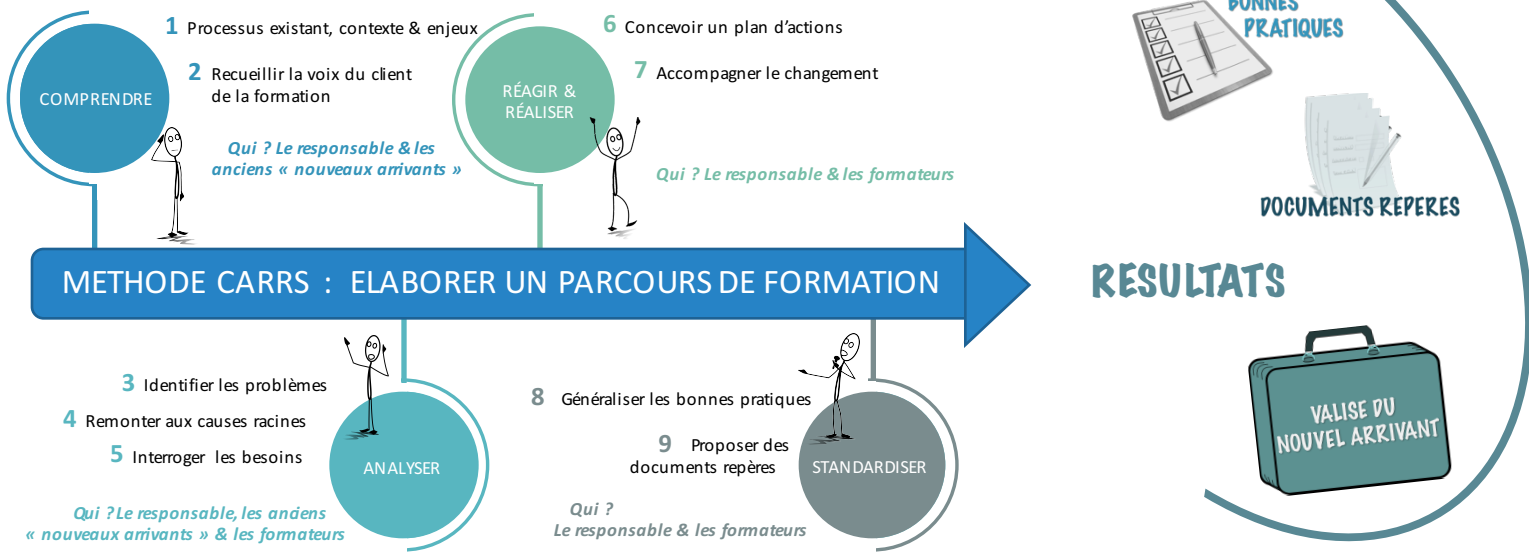 1 Processus existant, contexte & enjeux
2 Recueillir la voix du client
de la formation
COMPRENDRE
Qui ? Le responsable & les
anciens « nouveaux arrivants »
6 Concevoir un plan d'actions
7 Accompagner le changement
RÉAGIR &
RÉALISER
Qui ? Le responsable & les formateurs
METHODE CARRS : ELABORER UN PARCOURS DE FORMATION
3 Identifier les problèmes
4 Remonter aux causes racines
5 Interroger les besoins
ANALYSER
Qui ? Le responsable, les anciens
« nouveaux arrivants » & les formateurs
8 Généraliser les bonnes pratiques
9 Proposer des
documents repères
STANDARDISER
Qui ?
Le responsable & les formateurs
BONNES
PRATIQUES
DOCUMENTS REPERES
RESULTATS
VALISE DU
NOUVEL ARRIVANT